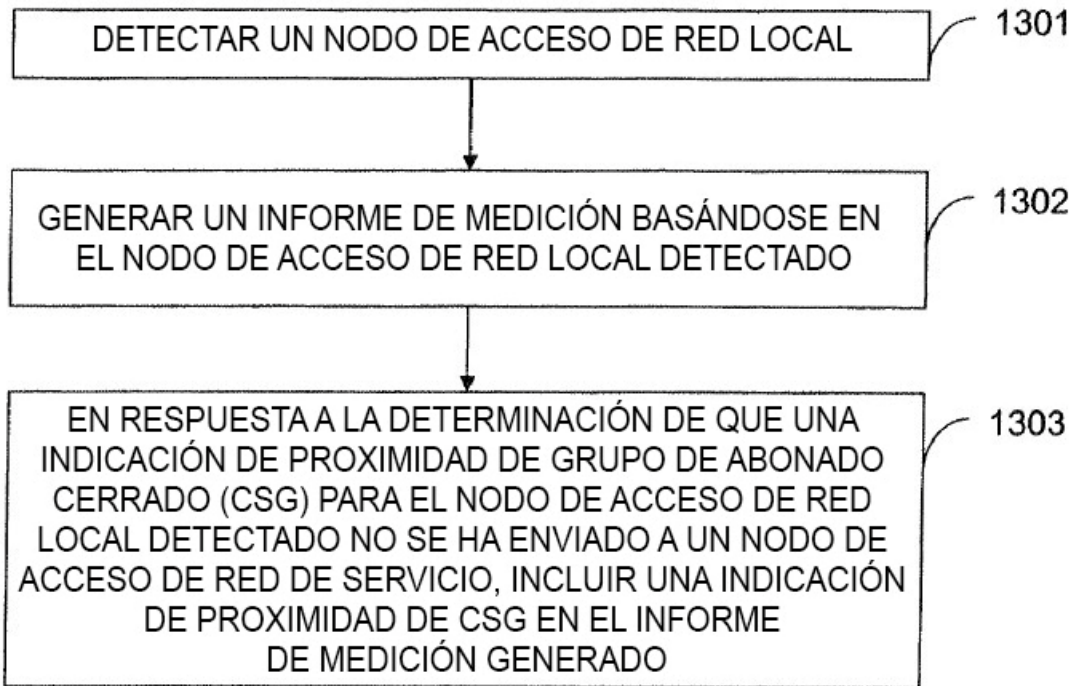 DETECTAR UN NODO DE ACCESO DE RED LOCAL
1301
GENERAR UN INFORME DE MEDICIÓN BASÁNDOSE EN
EL NODO DE ACCESO DE RED LOCAL DETECTADO
1302
EN RESPUESTA A LA DETERMINACIÓN DE QUE UNA
INDICACIÓN DE PROXIMIDAD DE GRUPO DE ABONADO
CERRADO (CSG) PARA EL NODO DE ACCESO DE RED
LOCAL DETECTADO NO SE HA ENVIADO A UN NODO DE
ACCESO DE RED DE SERVICIO, INCLUIR UNA INDICACIÓN
DE PROXIMIDAD DE CSG EN EL INFORME
DE MEDICIÓN GENERADO
1303